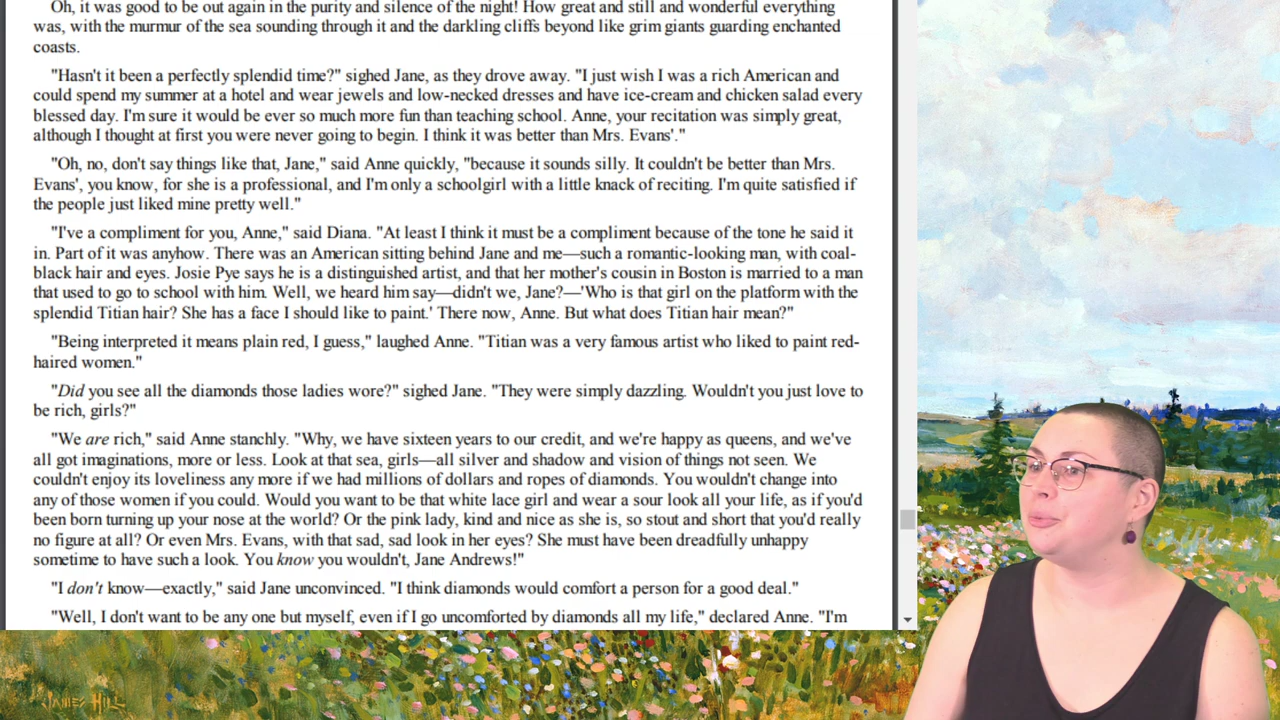 Oh, it was good to be out again in the purity and silence of the night! How great and still and wonderful everything
was, with the murmur of the sea sounding through it and the darkling cliffs beyond like grim giants guarding enchanted
coasts.
"Hasn't it been a perfectly splendid time?" sighed Jane, as they drove away. "I just wish I was a rich American and
could spend my summer at a hotel and wear jewels and low-necked dresses and have ice-cream and chicken salad every
blessed day. I'm sure it would be ever so much more fun than teaching school. Anne, your recitation was simply great,
although I thought at first you were never going to begin. I think it was better than Mrs. Evans'."
"Oh, no, don't say things like that, Jane," said Anne quickly, "because it sounds silly. It couldn't be better than Mrs.
Evans', you know, for she is a professional, and I'm only a schoolgirl with a little knack of reciting. I'm quite satisfied if
the people just liked mine pretty well."
"I've a compliment for you, Anne," said Diana. "At least I think it must be a compliment because of the tone he said it
in. Part of it was anyhow. There was an American sitting behind Jane and me—such a romantic-looking man, with coal-
black hair and eyes. Josie Pye says he is a distinguished artist, and that her mother's cousin in Boston is married to a man
that used to go to school with him. Well, we heard him say—didn't we, Jane?—'Who is that girl on the platform with the
splendid Titian hair? She has a face I should like to paint.' There now, Anne. But what does Titian hair mean?"
"Being interpreted it means plain red, I guess," laughed Anne. "Titian was a very famous artist who liked to paint red-
haired women."
"Did you see all the diamonds those ladies wore?" sighed Jane. "They were simply dazzling. Wouldn't you just love to
be rich, girls?"
"We are rich," said Anne stanchly. "Why, we have sixteen years to our credit, and we're happy as queens, and we've
all got imaginations, more or less. Look at that sea, girls—all silver and shadow and vision of things not seen. We
couldn't enjoy its loveliness any more if we had millions of dollars and ropes of diamonds. You wouldn't change into
any of those women if you could. Would you want to be that white lace girl and wear a sour look all your life, as if you'd
been born turning up your nose at the world? Or the pink lady, kind and nice as she is, so stout and short that you'd really
no figure at all? Or even Mrs. Evans, with that sad, sad look in her eyes? She must have been dreadfully unhappy
sometime to have such a look. You know you wouldn't, Jane Andrews!"
"I don't know—exactly," said Jane unconvinced. "I think diamonds would comfort a person for a good deal."
"Well, I don't want to be any one but myself, even if I go uncomforted by diamonds all my life," declared Anne. "I'm
JAMES HILL